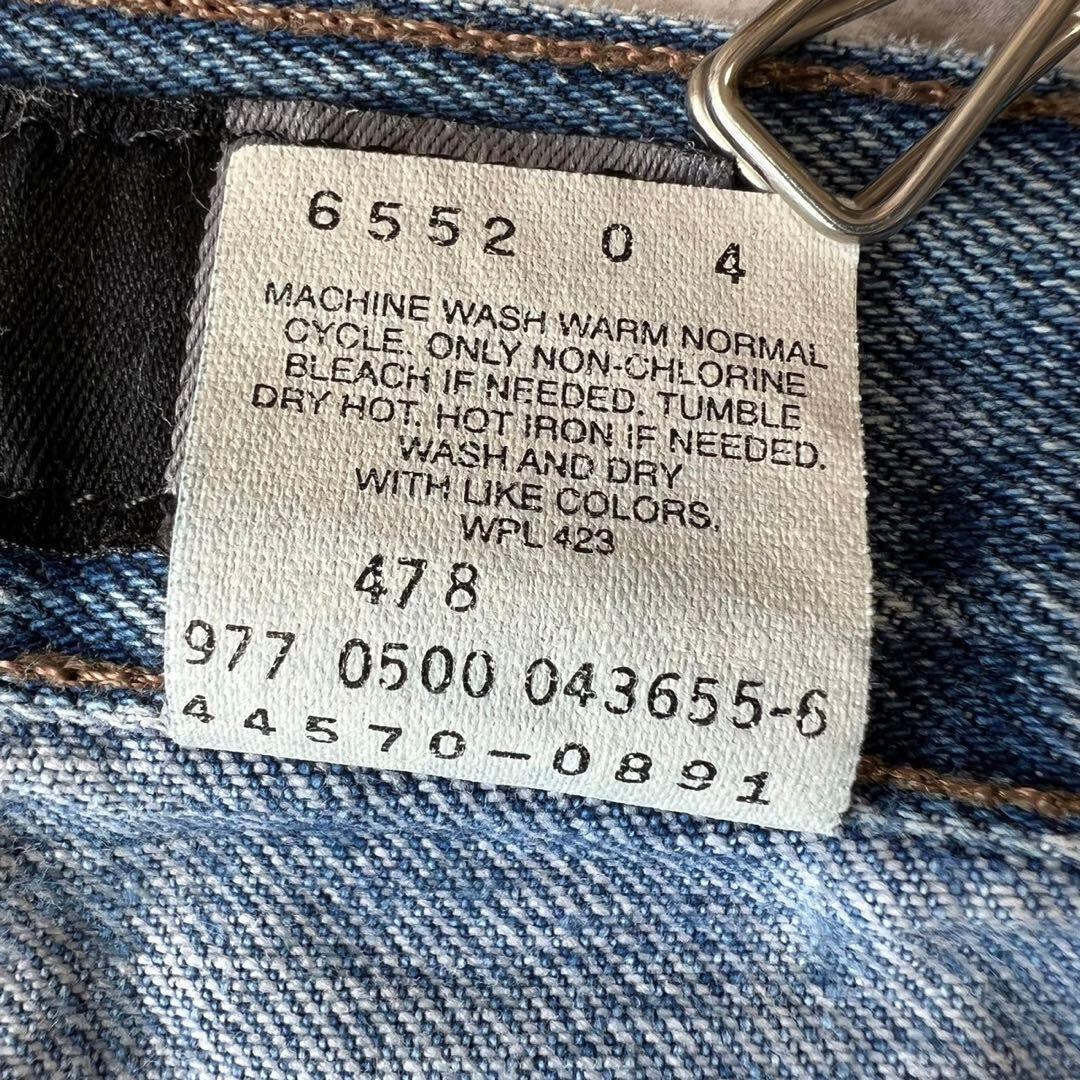 6552 0 4
MACHINE WASH WARM NORMAL
CYCLE. ONLY NON-CHLORINE
BLEACH IF NEEDED. TUMBLE
DRY HOT. HOT IRON IF NEEDED.
WASH AND DRY
WITH LIKE COLORS.
WPL 423
478
977 0500 043655-6
44570-0891